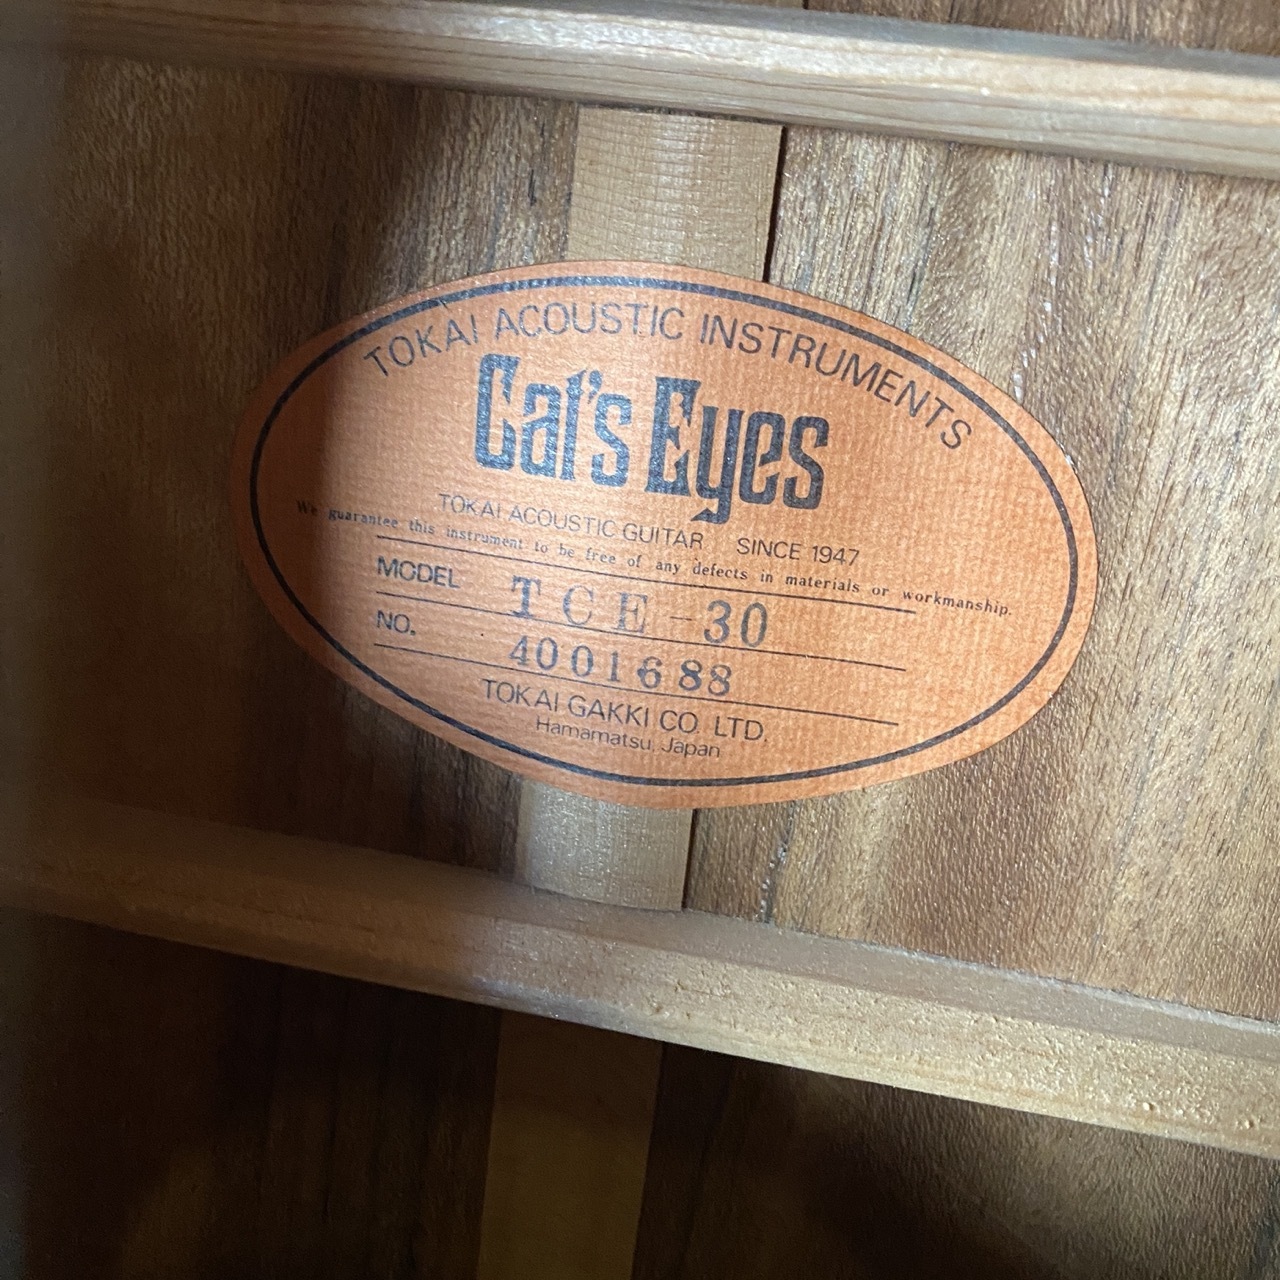 TOKAI ACOUSTIC INSTRUMENTS
Cat's Eyes
TOKAI ACOUSTIC GUITAR SINCE 1947
We guarantee this instrument to be free of any defects in materials or workmanship.
MODEL TCE-30
NO. 4001688
TOKAI GAKKI CO. LTD.
Hamamatsu, Japan